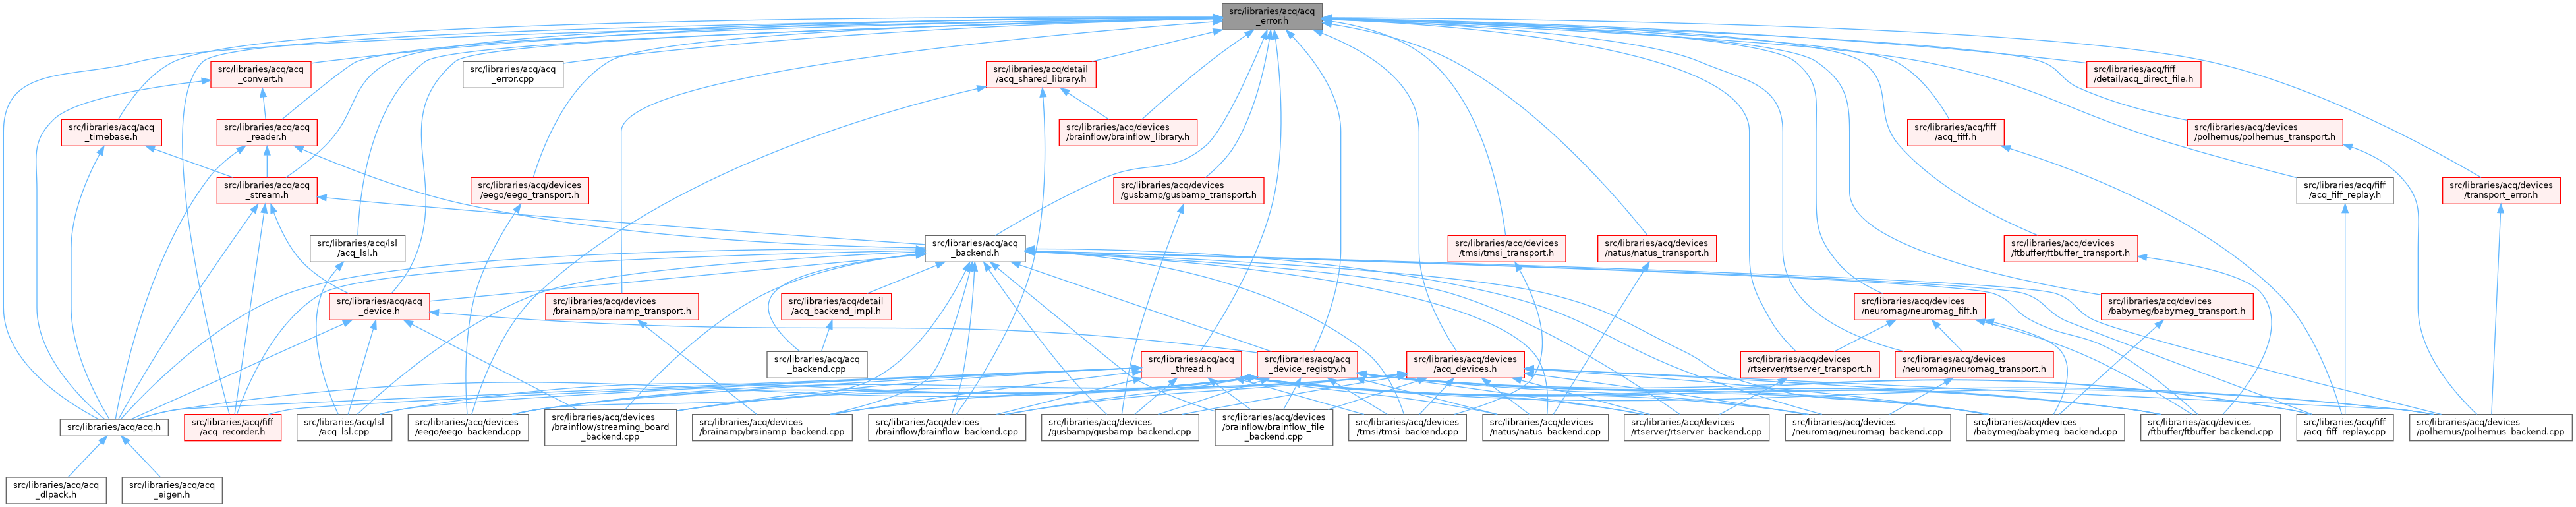 src/libraries/acq/acq
_error.h
src/libraries/acq/acq
_convert.h
src/libraries/acq/acq
_error.cpp
src/libraries/acq/detail
/acq_shared_library.h
src/libraries/acq/fiff
/detail/acq_direct_file.h
src/libraries/acq/acq
_timebase.h
src/libraries/acq/acq
_reader.h
src/libraries/acq/devices
/brainflow/brainflow_library.h
src/libraries/acq/fiff
/acq_fiff.h
src/libraries/acq/devices
/polhemus/polhemus_transport.h
src/libraries/acq/acq
_stream.h
src/libraries/acq/devices
/eego/eego_transport.h
src/libraries/acq/devices
/gusbamp/gusbamp_transport.h
src/libraries/acq/fiff
/acq_fiff_replay.h
src/libraries/acq/devices
/transport_error.h
src/libraries/acq/lsl
/acq_lsl.h
src/libraries/acq/acq
_backend.h
src/libraries/acq/devices
/tmsi/tmsi_transport.h
src/libraries/acq/devices
/natus/natus_transport.h
src/libraries/acq/devices
/ftbuffer/ftbuffer_transport.h
src/libraries/acq/acq
_device.h
src/libraries/acq/devices
/brainamp/brainamp_transport.h
src/libraries/acq/detail
/acq_backend_impl.h
src/libraries/acq/devices
/neuromag/neuromag_fiff.h
src/libraries/acq/devices
/babymeg/babymeg_transport.h
src/libraries/acq/acq
_backend.cpp
src/libraries/acq/acq
_thread.h
src/libraries/acq/acq
_device_registry.h
src/libraries/acq/devices
/acq_devices.h
src/libraries/acq/devices
/rtserver/rtserver_transport.h
src/libraries/acq/devices
/neuromag/neuromag_transport.h
src/libraries/acq/acq.h
src/libraries/acq/fiff
/acq_recorder.h
src/libraries/acq/lsl
/acq_lsl.cpp
src/libraries/acq/devices
/eego/eego_backend.cpp
src/libraries/acq/devices
/brainflow/streaming_board
_backend.cpp
src/libraries/acq/devices
/brainamp/brainamp_backend.cpp
src/libraries/acq/devices
/brainflow/brainflow_backend.cpp
src/libraries/acq/devices
/gusbamp/gusbamp_backend.cpp
src/libraries/acq/devices
/brainflow/brainflow_file
_backend.cpp
src/libraries/acq/devices
/tmsi/tmsi_backend.cpp
src/libraries/acq/devices
/natus/natus_backend.cpp
src/libraries/acq/devices
/rtserver/rtserver_backend.cpp
src/libraries/acq/devices
/neuromag/neuromag_backend.cpp
src/libraries/acq/devices
/babymeg/babymeg_backend.cpp
src/libraries/acq/devices
/ftbuffer/ftbuffer_backend.cpp
src/libraries/acq/fiff
/acq_fiff_replay.cpp
src/libraries/acq/devices
/polhemus/polhemus_backend.cpp
src/libraries/acq/acq
_dlpack.h
src/libraries/acq/acq
_eigen.h